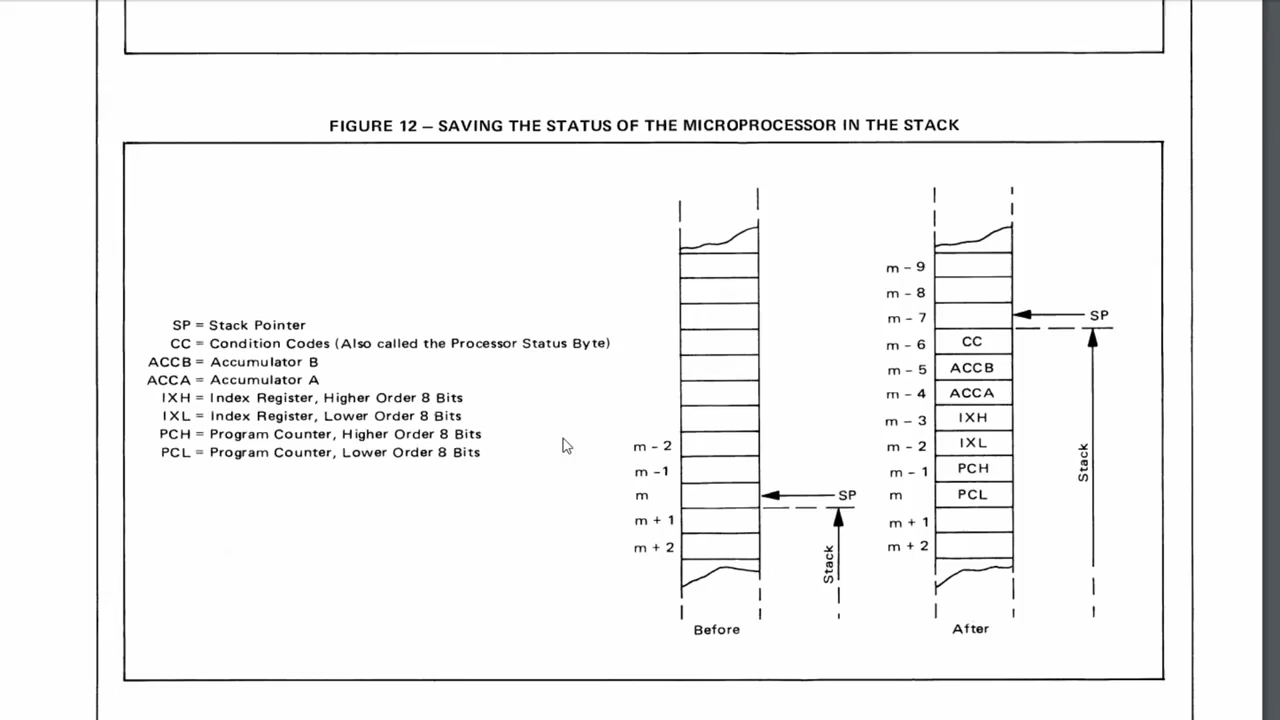 FIGURE 12 – SAVING THE STATUS OF THE MICROPROCESSOR IN THE STACK
SP = Stack Pointer
CC = Condition Codes (Also called the Processor Status Byte)
ACCB = Accumulator B
ACCA = Accumulator A
IXH = Index Register, Higher Order 8 Bits
IXL = Index Register, Lower Order 8 Bits
PCH = Program Counter, Higher Order 8 Bits
PCL = Program Counter, Lower Order 8 Bits
m – 2
m –1
m SP
m + 1
m + 2
Stack
Before
m – 9
m – 8
m – 7 SP
m – 6 CC
m – 5 ACCB
m – 4 ACCA
m – 3 IXH
m – 2 IXL
m – 1 PCH
m PCL
m + 1
m + 2
Stack
After